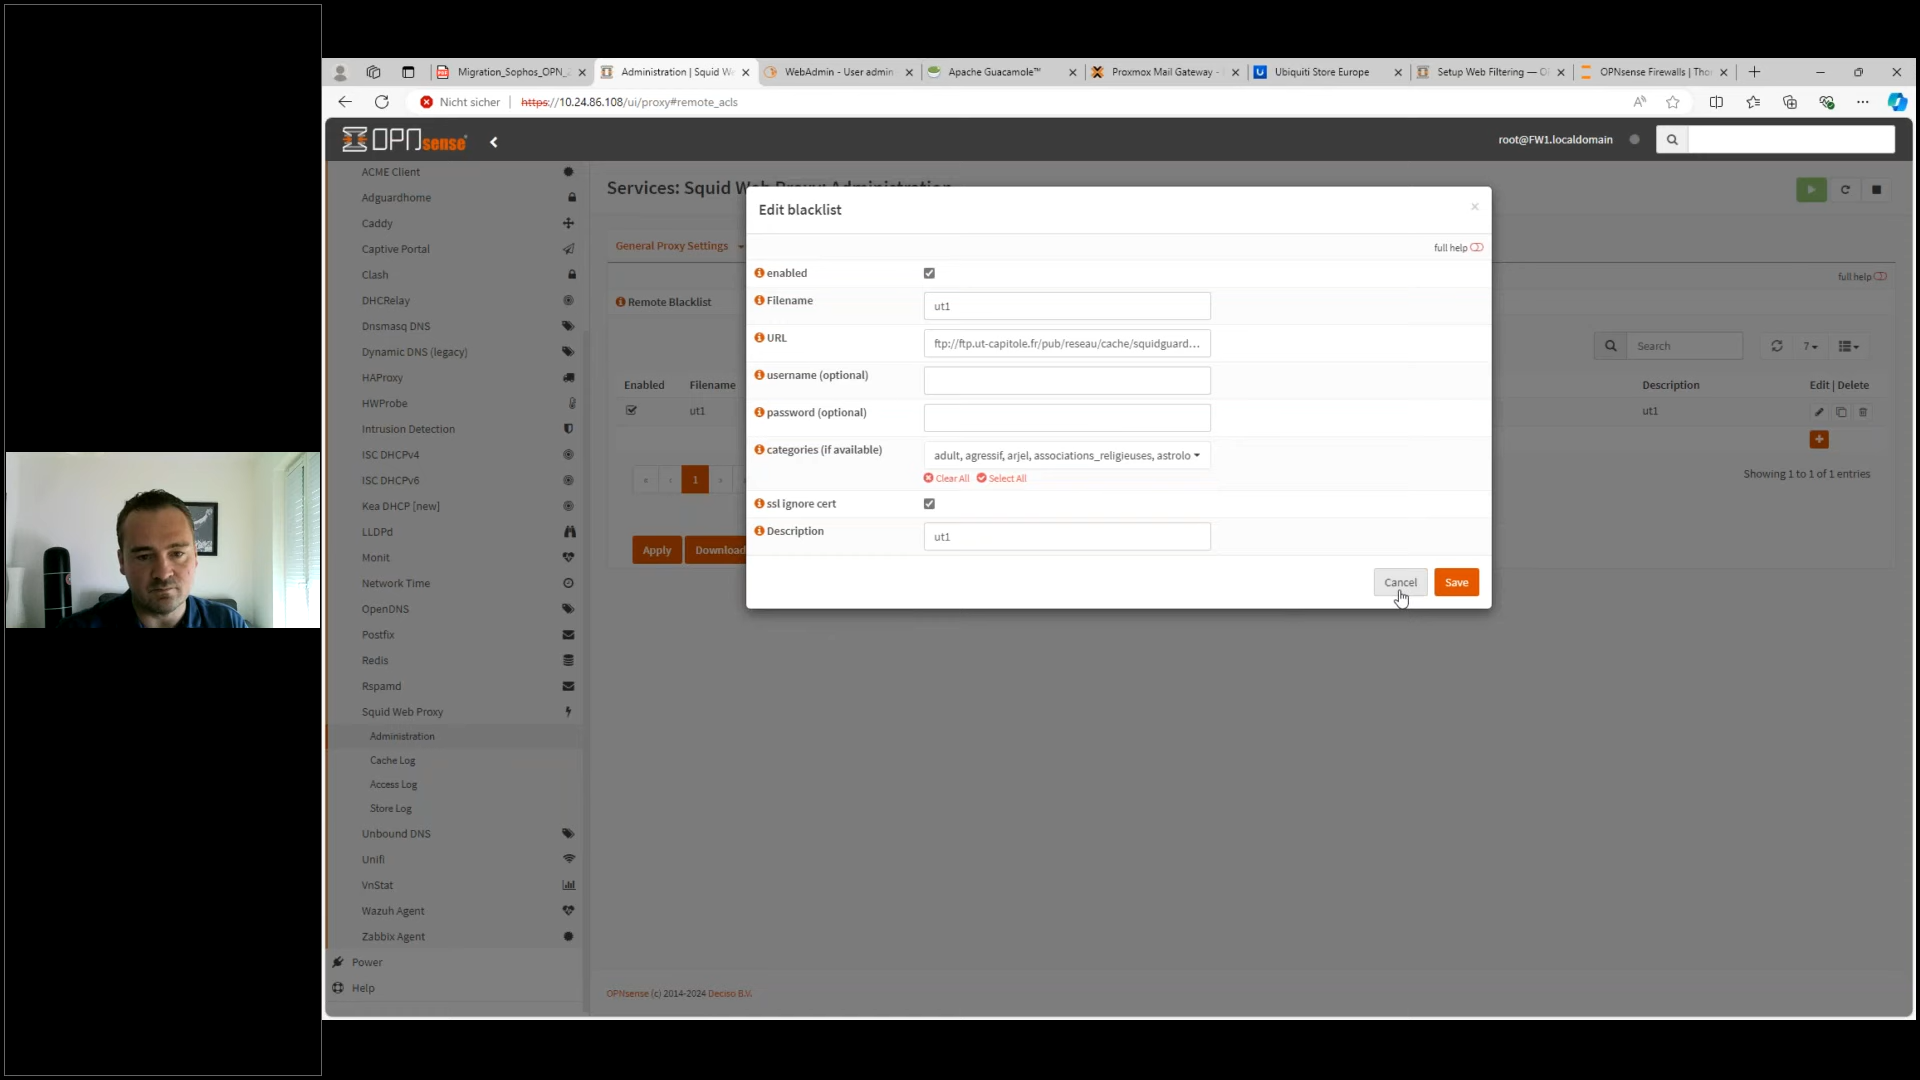 Migration_Sophos_OPN_
Administration | Squid W
WebAdmin - User admin
Apache Guacamole™
Proxmox Mail Gateway -
Ubiquiti Store Europe
Setup Web Filtering —
OPNsense Firewalls | Tho
Nicht sicher
https://10.24.86.108/ui/proxy#remote_acls
OPNsense
root@FW1.localdomain
ACME Client
Adguardhome
Caddy
Captive Portal
Clash
DHCRelay
Dnsmasq DNS
Dynamic DNS (legacy)
HAProxy
HWProbe
Intrusion Detection
ISC DHCPv4
ISC DHCPv6
Kea DHCP [new]
LLDPd
Monit
Network Time
OpenDNS
Postfix
Redis
Rspamd
Squid Web Proxy
Administration
Cache Log
Access Log
Store Log
Unbound DNS
Unifi
VnStat
Wazuh Agent
Zabbix Agent
Power
Help
Services: Squid Web Proxy: Administration
General Proxy Settings
full help
Remote Blacklist
Search
7
Enabled
Filename
Description
Edit | Delete
ut1
ut1
« ‹ 1 ›
Showing 1 to 1 of 1 entries
Apply
Download
Edit blacklist
×
full help
enabled
Filename
ut1
URL
ftp://ftp.ut-capitole.fr/pub/reseau/cache/squidguard...
username (optional)
password (optional)
categories (if available)
adult, agressif, arjel, associations_religieuses, astrolo
Clear All
Select All
ssl ignore cert
Description
ut1
Cancel
Save
OPNsense (c) 2014-2024 Deciso B.V.